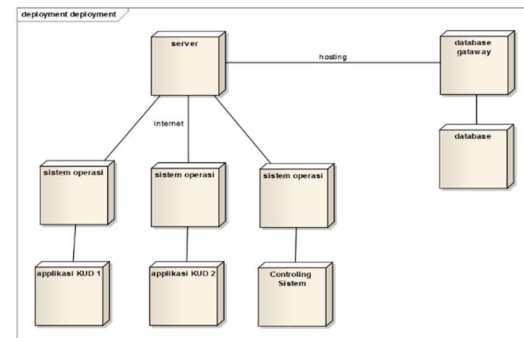 deployment deployment
server
hosting
database
gataway
internet
database
sistem operasi
sistem operasi
sistem operasi
applikasi KUD 1
applikasi KUD 2
Controling
Sistem